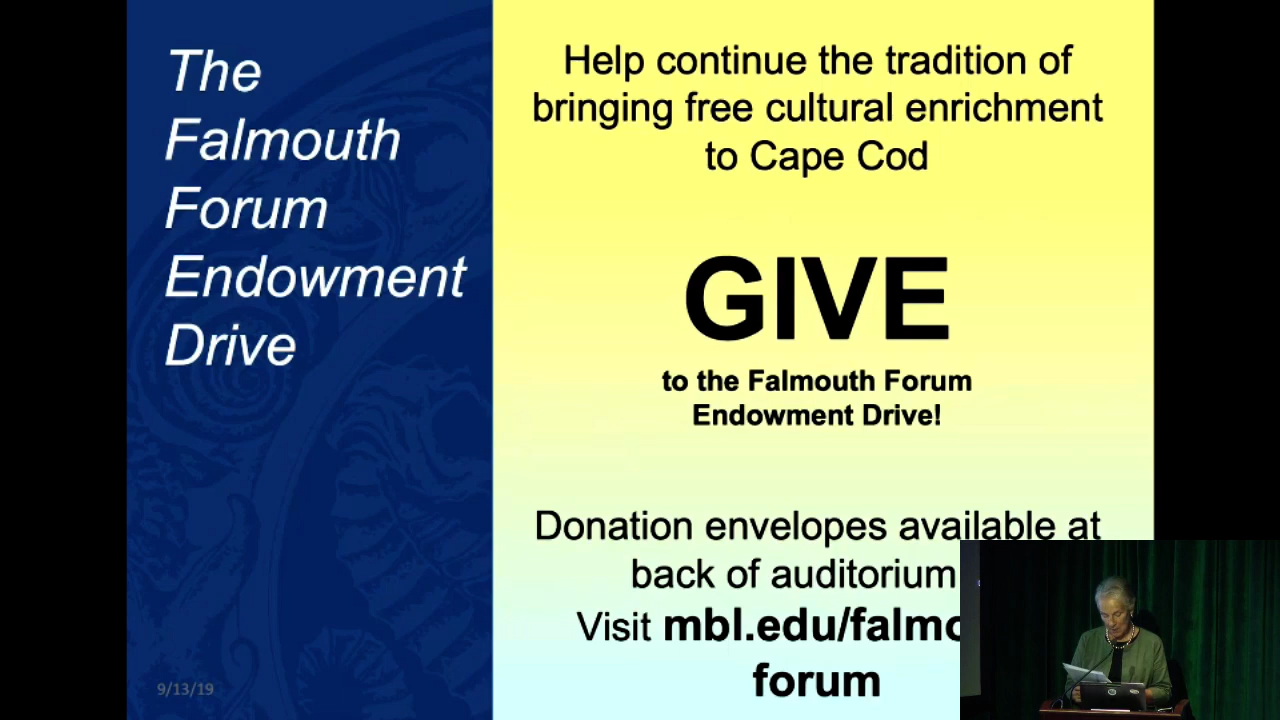 The
Falmouth
Forum
Endowment
Drive
9/13/19
Help continue the tradition of
bringing free cultural enrichment
to Cape Cod
GIVE
to the Falmouth Forum
Endowment Drive!
Donation envelopes available at
back of auditorium
Visit mbl.edu/falmo
forum